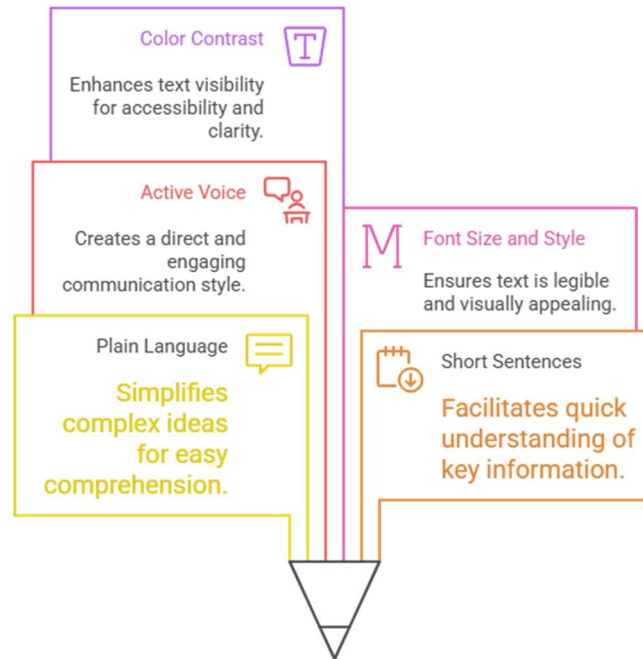 Color Contrast
Enhances text visibility
for accessibility and
clarity.
Active Voice
Creates a direct and
engaging
communication style.
Font Size and Style
Ensures text is legible
and visually appealing.
Plain Language
Simplifies
complex ideas
for easy
comprehension.
Short Sentences
Facilitates quick
understanding of
key information.